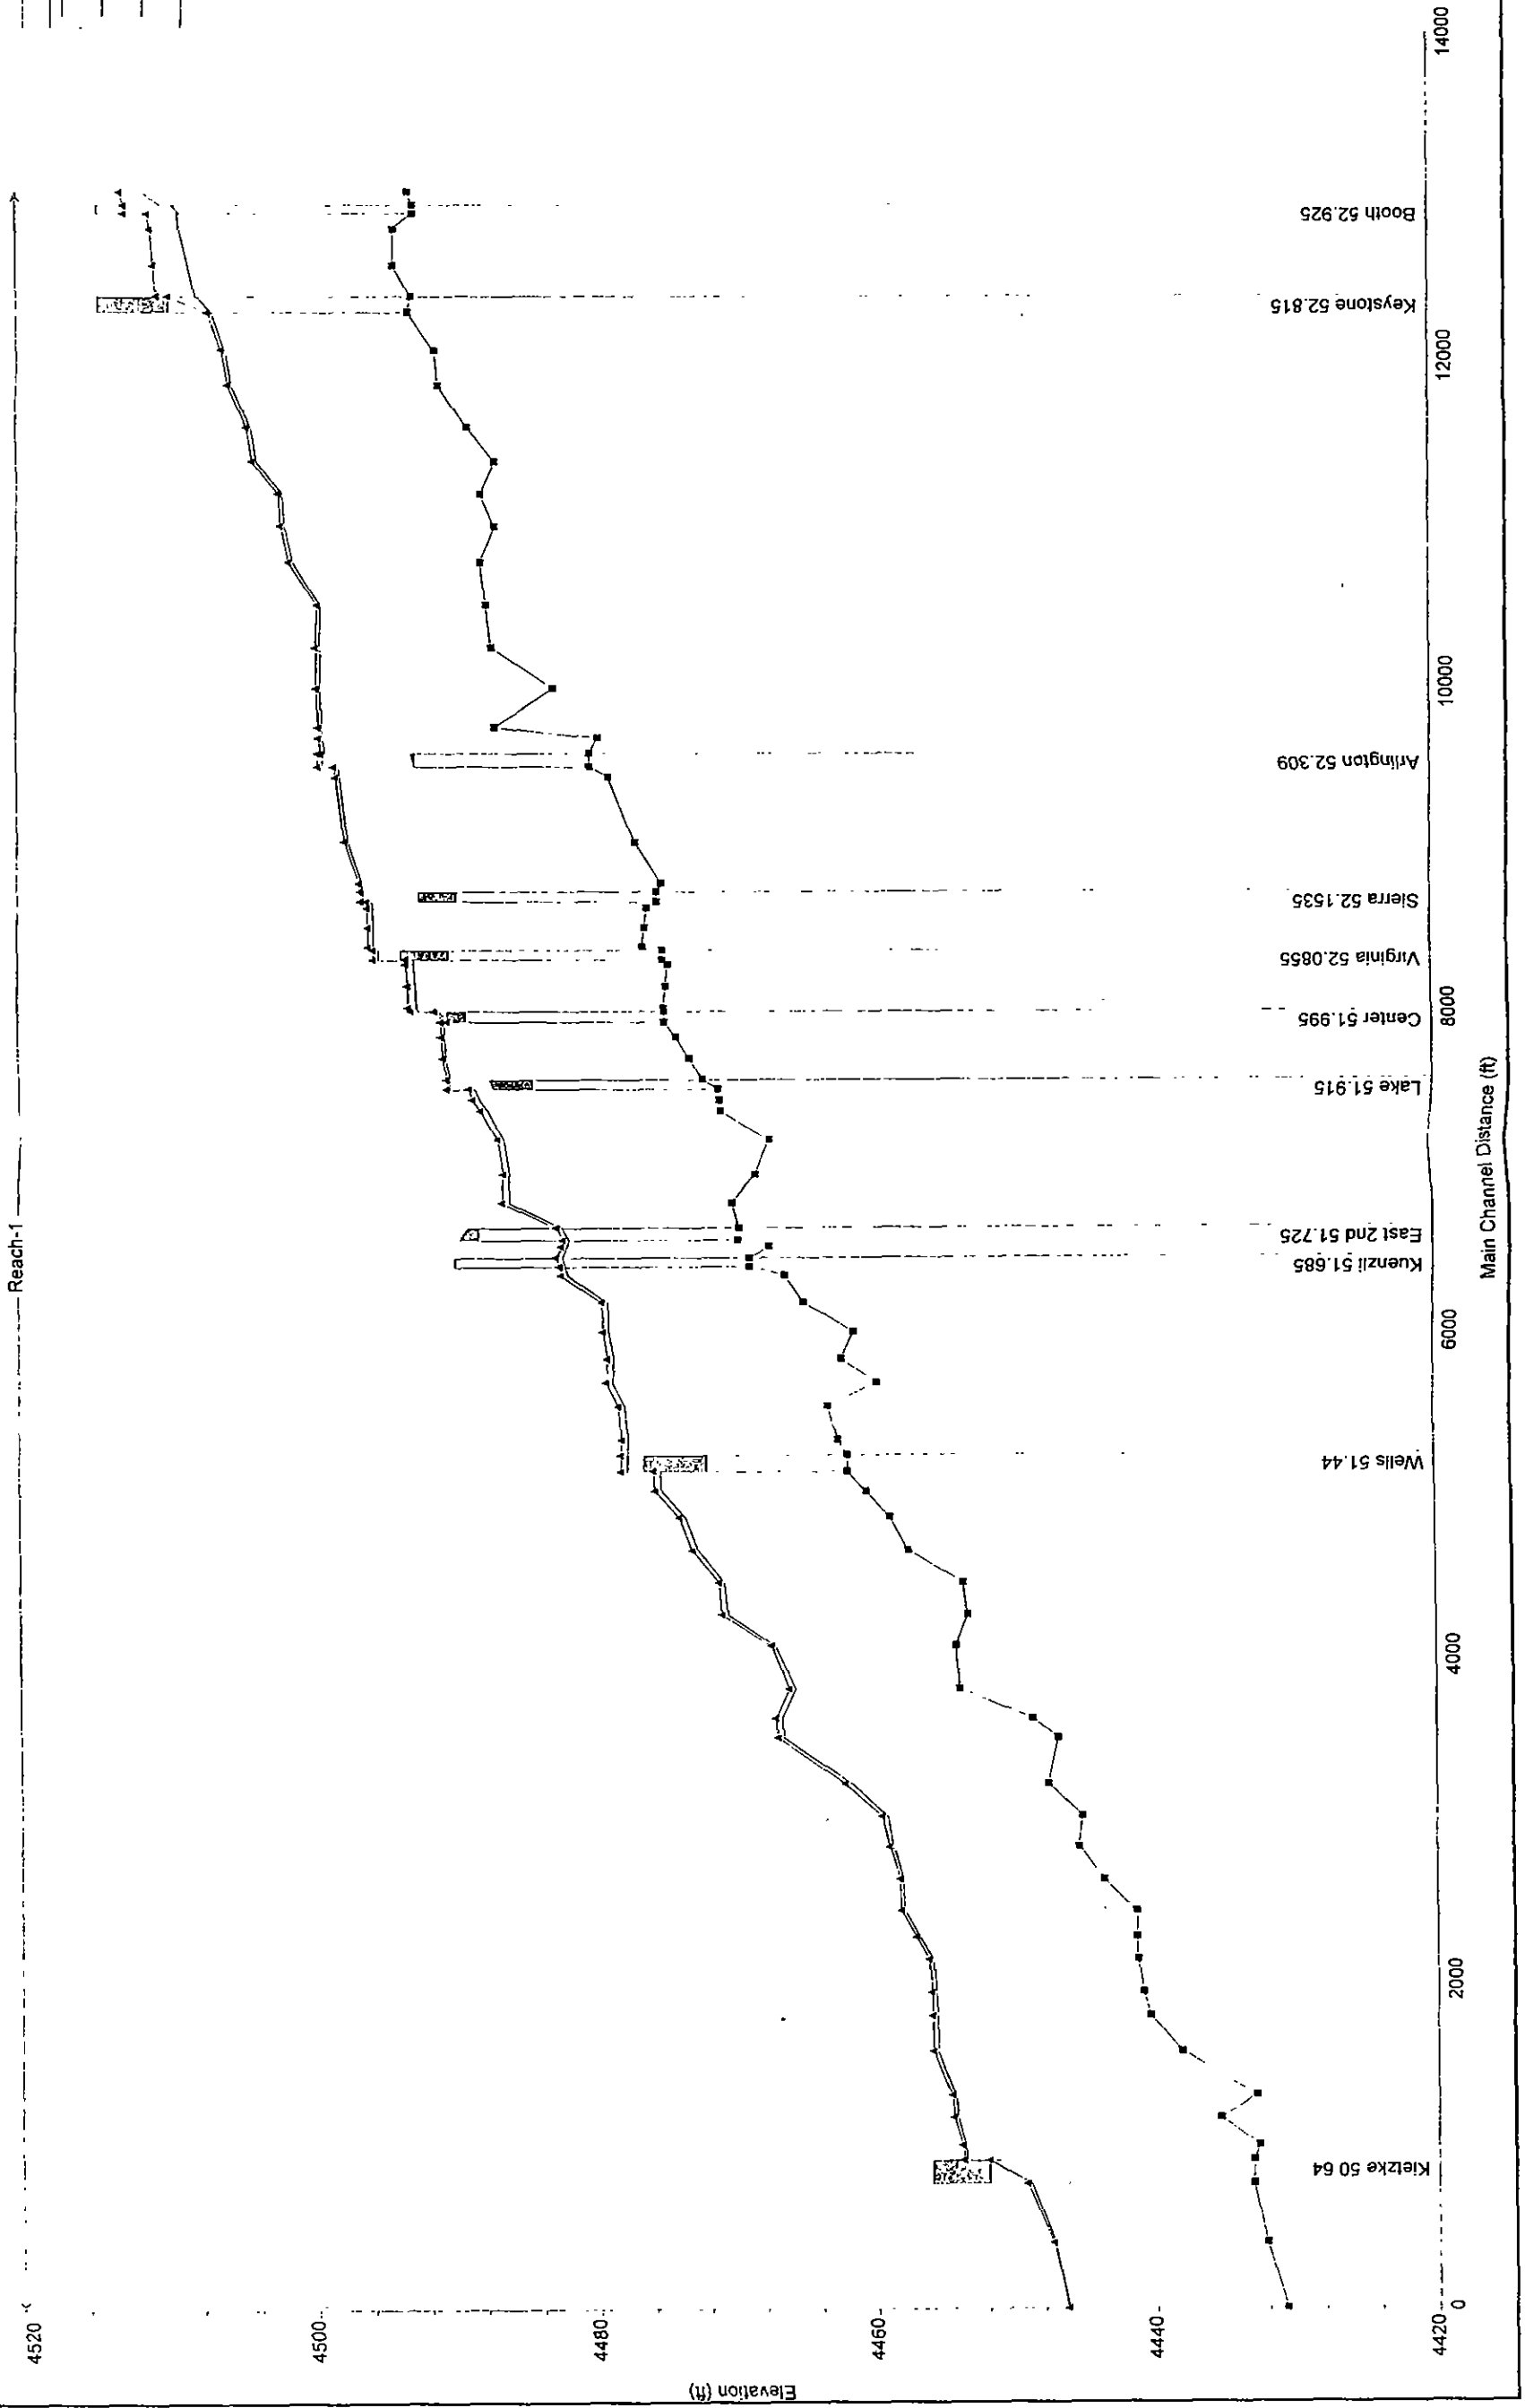 Reach-1
Elevation (ft)
4520
4500
4480
4460
4440
4420
0
2000
4000
6000
8000
10000
12000
14000
Main Channel Distance (ft)
Kietzke 50 64
Wells 51.44
Kuenzli 51.685
East 2nd 51.725
Lake 51.915
Center 51.995
Virginia 52.0855
Sierra 52.1535
Arlington 52.309
Keystone 52.815
Booth 52.925